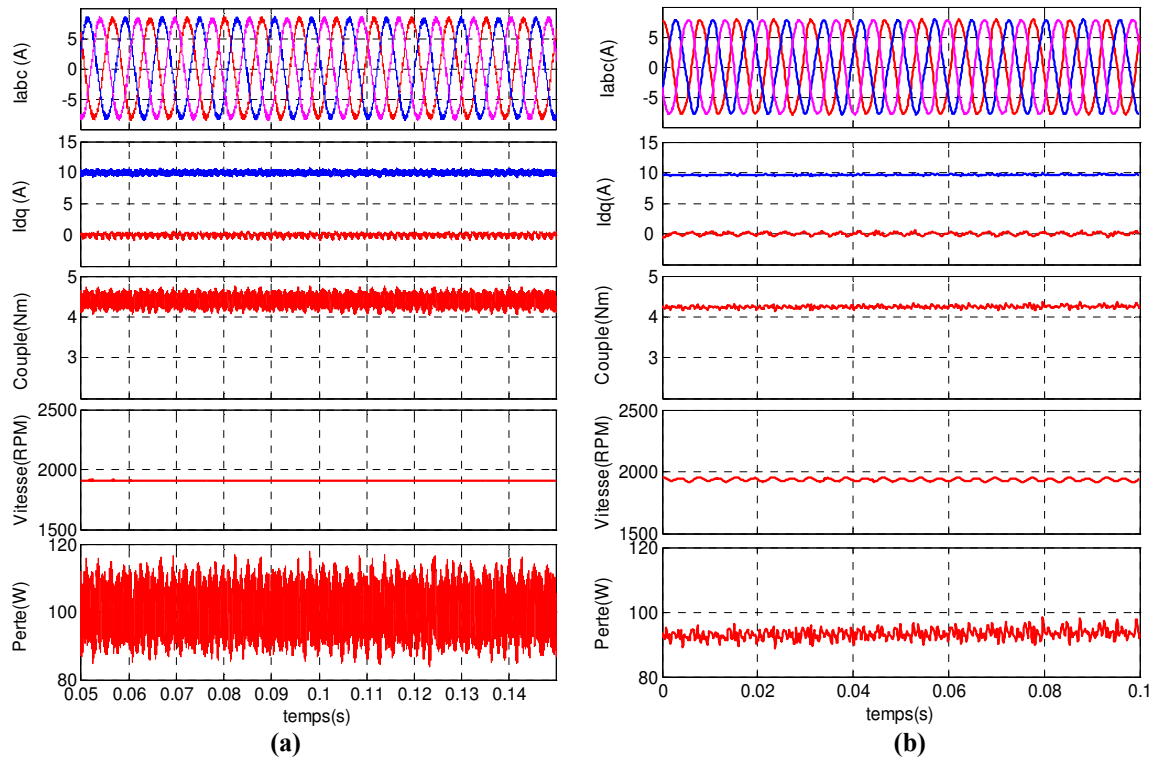 Iabc (A)
5
0
-5
Idq (A)
15
10
5
0
Couple(Nm)
5
4
3
Vitesse(RPM)
2500
2000
1500
Perte(W)
120
100
80
0.05 0.06 0.07 0.08 0.09 0.1 0.11 0.12 0.13 0.14
temps(s)
(a)
Iabc(A)
5
0
-5
Idq(A)
15
10
5
0
Couple(Nm)
5
4
3
Vitesse(RPM)
2500
2000
1500
Perte(W)
120
100
80
0 0.02 0.04 0.06 0.08 0.1
temps(s)
(b)